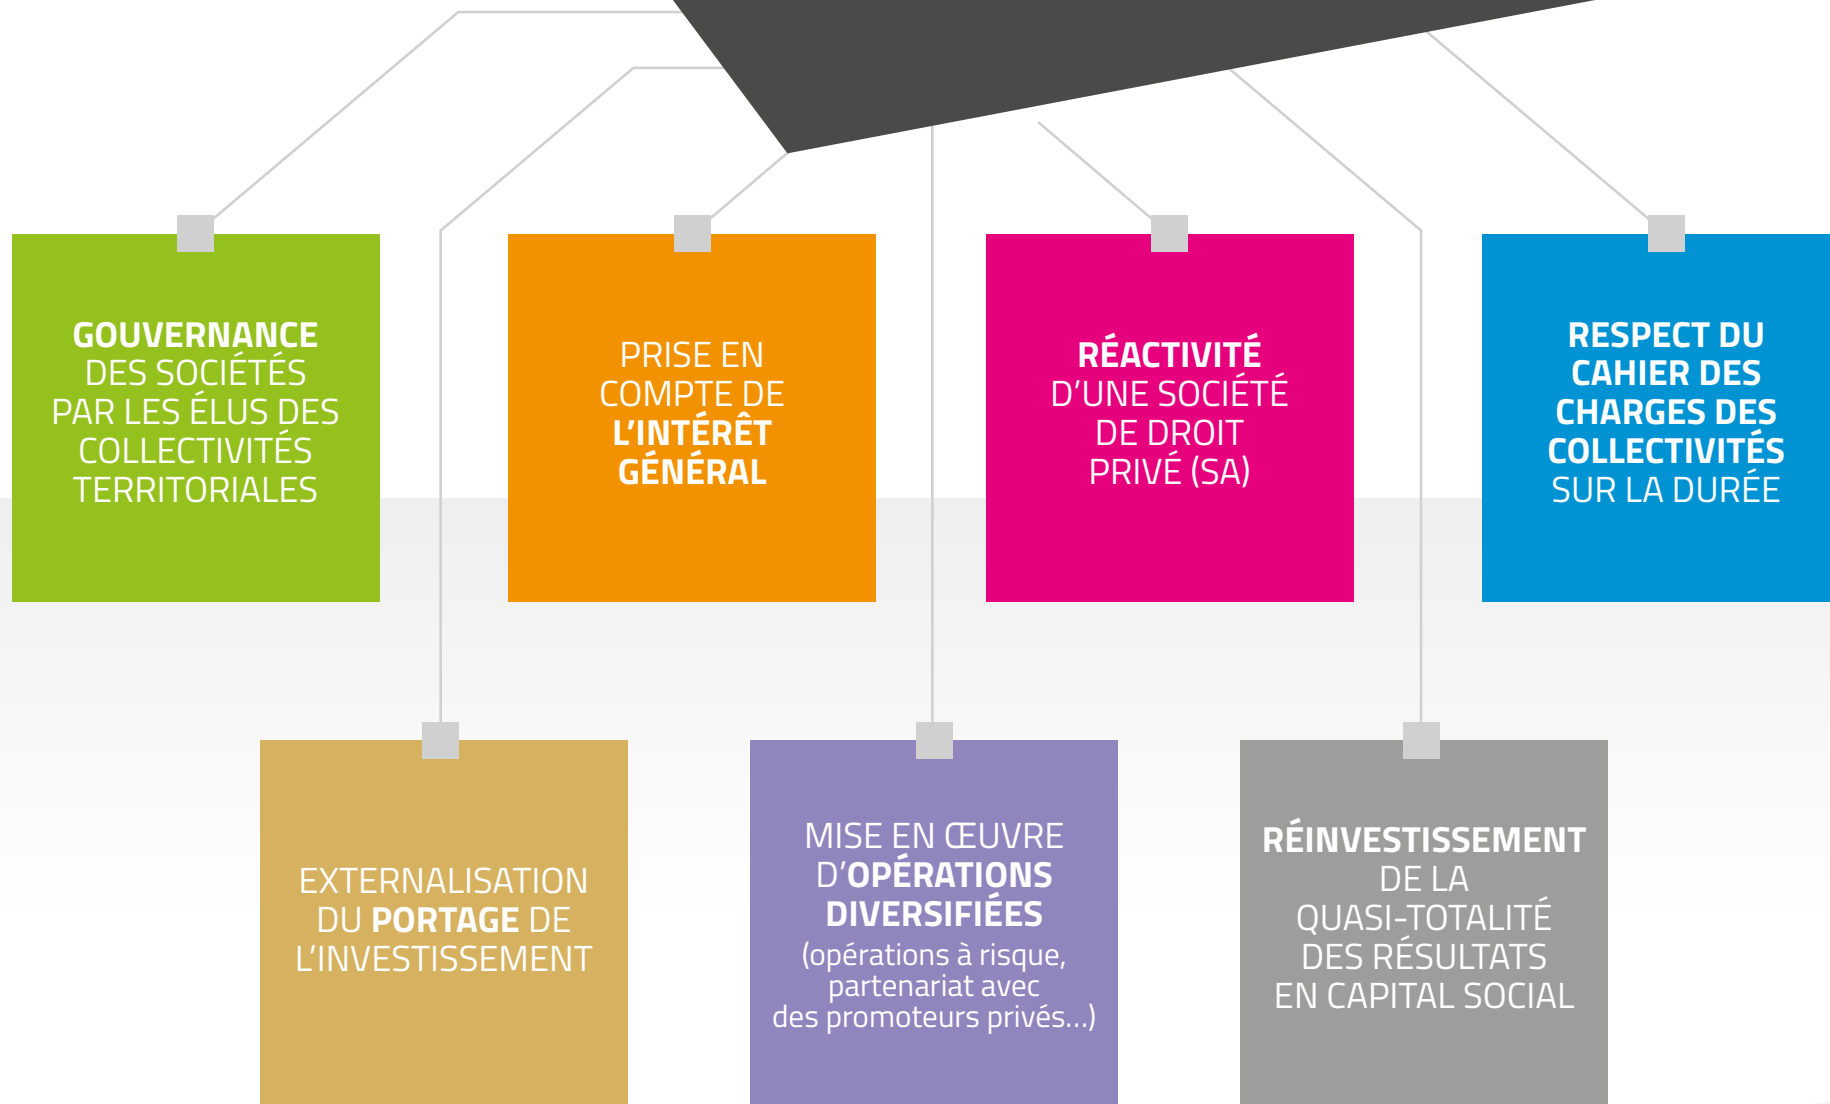 GOUVERNANCE
DES SOCIÉTÉS
PAR LES ÉLUS DES
COLLECTIVITÉS
TERRITORIALES
PRISE EN
COMPTE DE
L'INTÉRÊT
GÉNÉRAL
RÉACTIVITÉ
D'UNE SOCIÉTÉ
DE DROIT
PRIVÉ (SA)
RESPECT DU
CAHIER DES
CHARGES DES
COLLECTIVITÉS
SUR LA DURÉE
EXTERNALISATION
DU PORTAGE DE
L'INVESTISSEMENT
MISE EN ŒUVRE
D'OPÉRATIONS
DIVERSIFIÉES
(opérations à risque,
partenariat avec
des promoteurs privés...)
RÉINVESTISSEMENT
DE LA
QUASI-TOTALITÉ
DES RÉSULTATS
EN CAPITAL SOCIAL